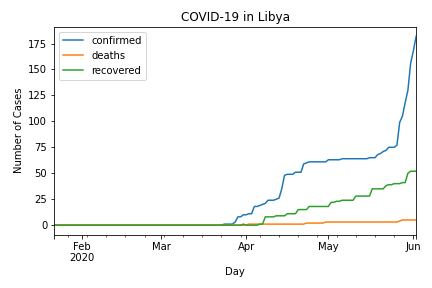 COVID-19 in Libya
confirmed
deaths
recovered
Number of Cases
175
150
125
100
75
50
25
0
Feb Mar Apr May Jun
2020
Day